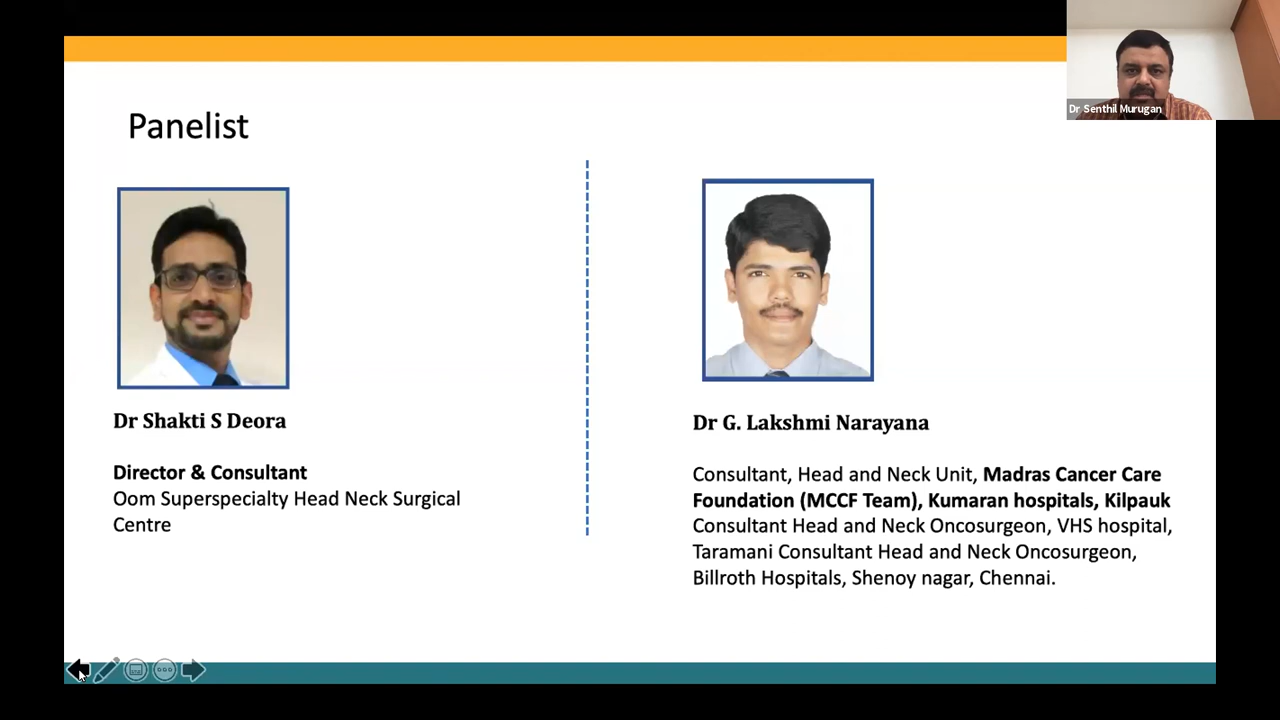 Dr Senthil Murugan
Panelist
Dr Shakti S Deora
Director & Consultant
Oom Superspecialty Head Neck Surgical
Centre
Dr G. Lakshmi Narayana
Consultant, Head and Neck Unit, Madras Cancer Care
Foundation (MCCF Team), Kumaran hospitals, Kilpauk
Consultant Head and Neck Oncosurgeon, VHS hospital,
Taramani Consultant Head and Neck Oncosurgeon,
Billroth Hospitals, Shenoy nagar, Chennai.